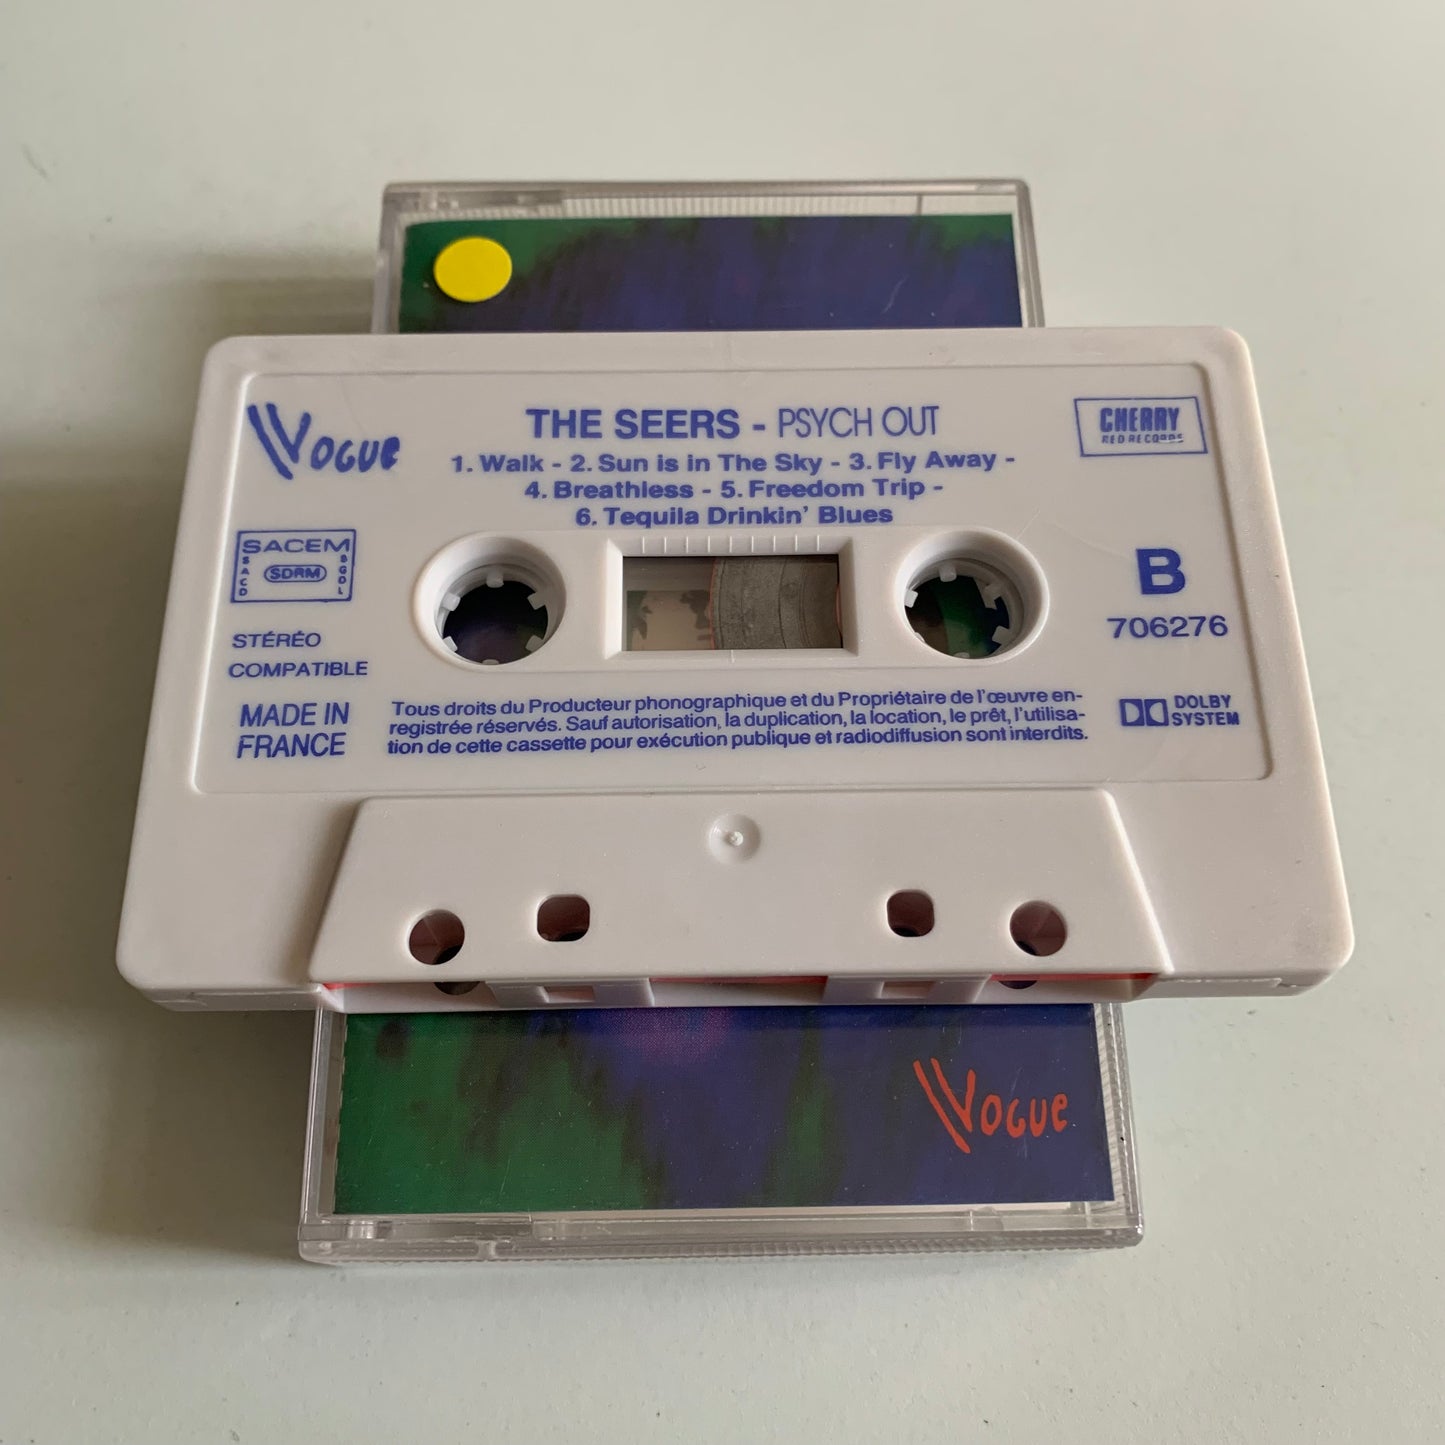 VOGUE
THE SEERS - PSYCH OUT
CHERRY
RED RECORDS
1. Walk - 2. Sun is in The Sky - 3. Fly Away -
4. Breathless - 5. Freedom Trip -
6. Tequila Drinkin' Blues
SACEM
SACD
SDRM
SGDL
STÉRÉO
COMPATIBLE
MADE IN
FRANCE
B
706276
Tous droits du Producteur phonographique et du Propriétaire de l'œuvre en-
registrée réservés. Sauf autorisation, la duplication, la location, le prêt, l'utilisa-
tion de cette cassette pour exécution publique et radiodiffusion sont interdits.
DOLBY
SYSTEM
VOGUE